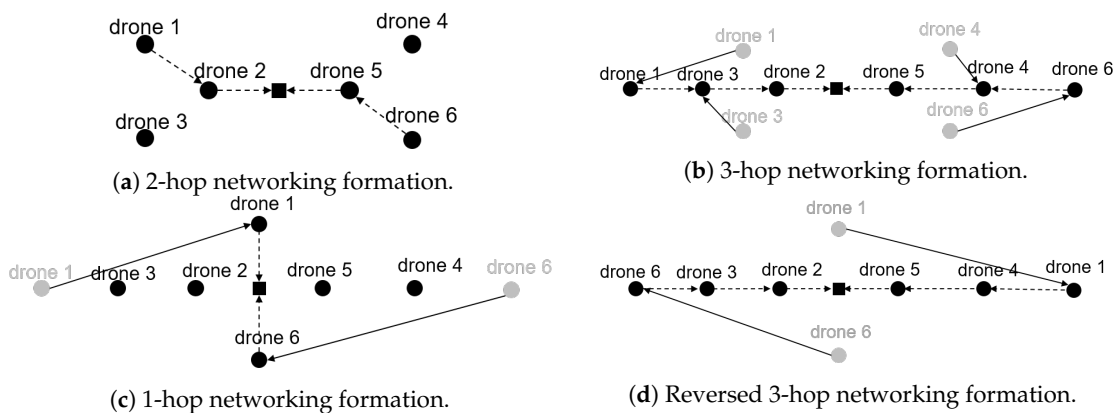 drone 1
drone 4
drone 2
drone 5
drone 3
drone 6
(a) 2-hop networking formation.
drone 1
drone 4
drone 1
drone 3
drone 2
drone 5
drone 4
drone 6
drone 3
drone 6
(b) 3-hop networking formation.
drone 1
drone 1
drone 3
drone 2
drone 5
drone 4
drone 6
drone 6
(c) 1-hop networking formation.
drone 1
drone 6
drone 3
drone 2
drone 5
drone 4
drone 1
drone 6
(d) Reversed 3-hop networking formation.